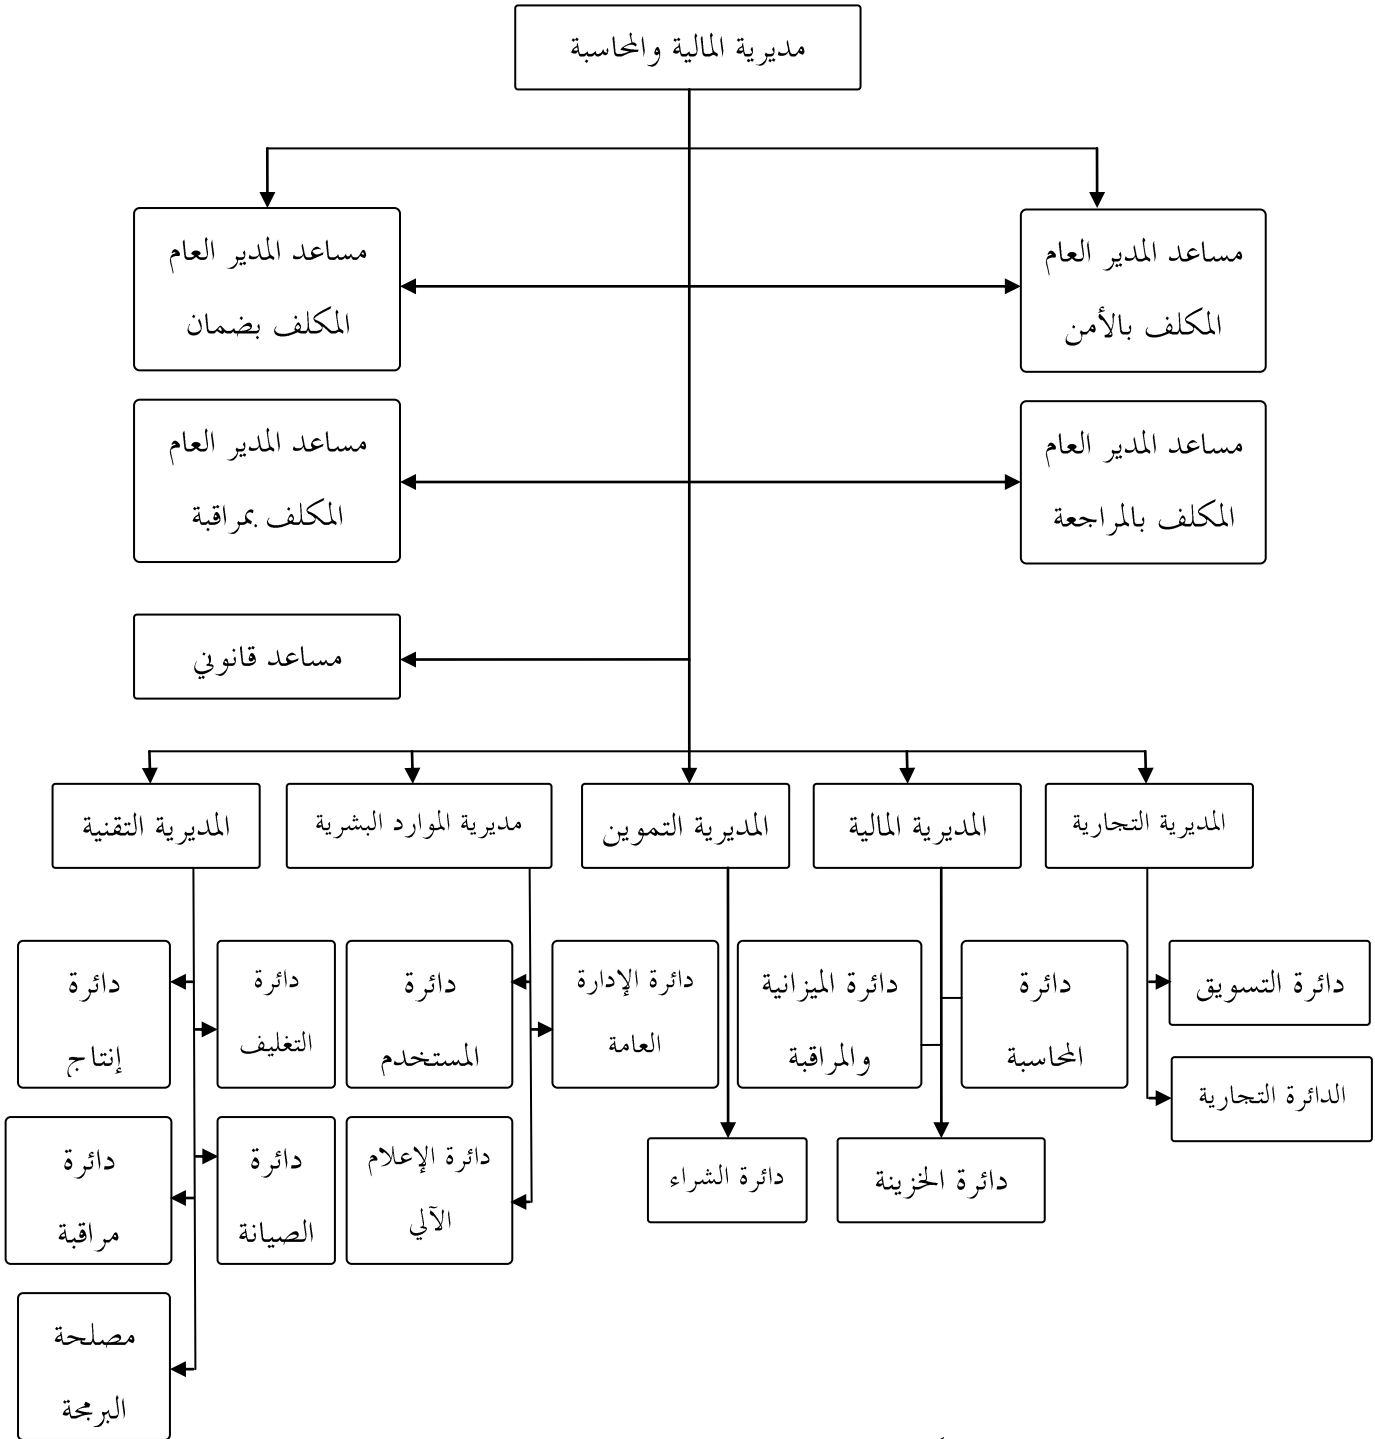 مديرية المالية والمحاسبة
مساعد المدير العام
المكلف بالأمن
مساعد المدير العام
المكلف بضمان
مساعد المدير العام
المكلف بالمراجعة
مساعد المدير العام
المكلف بمراقبة
مساعد قانوني
المديرية التجارية
المديرية المالية
المديرية التموين
مديرية الموارد البشرية
المديرية التقنية
دائرة التسويق
الدائرة التجارية
دائرة
المحاسبة
دائرة الميزانية
والمراقبة
دائرة الخزينة
دائرة الشراء
دائرة الإدارة
العامة
دائرة
المستخدم
دائرة الإعلام
الآلي
دائرة
التغليف
دائرة
إنتاج
دائرة
الصيانة
دائرة
مراقبة
مصلحة
البرمجة